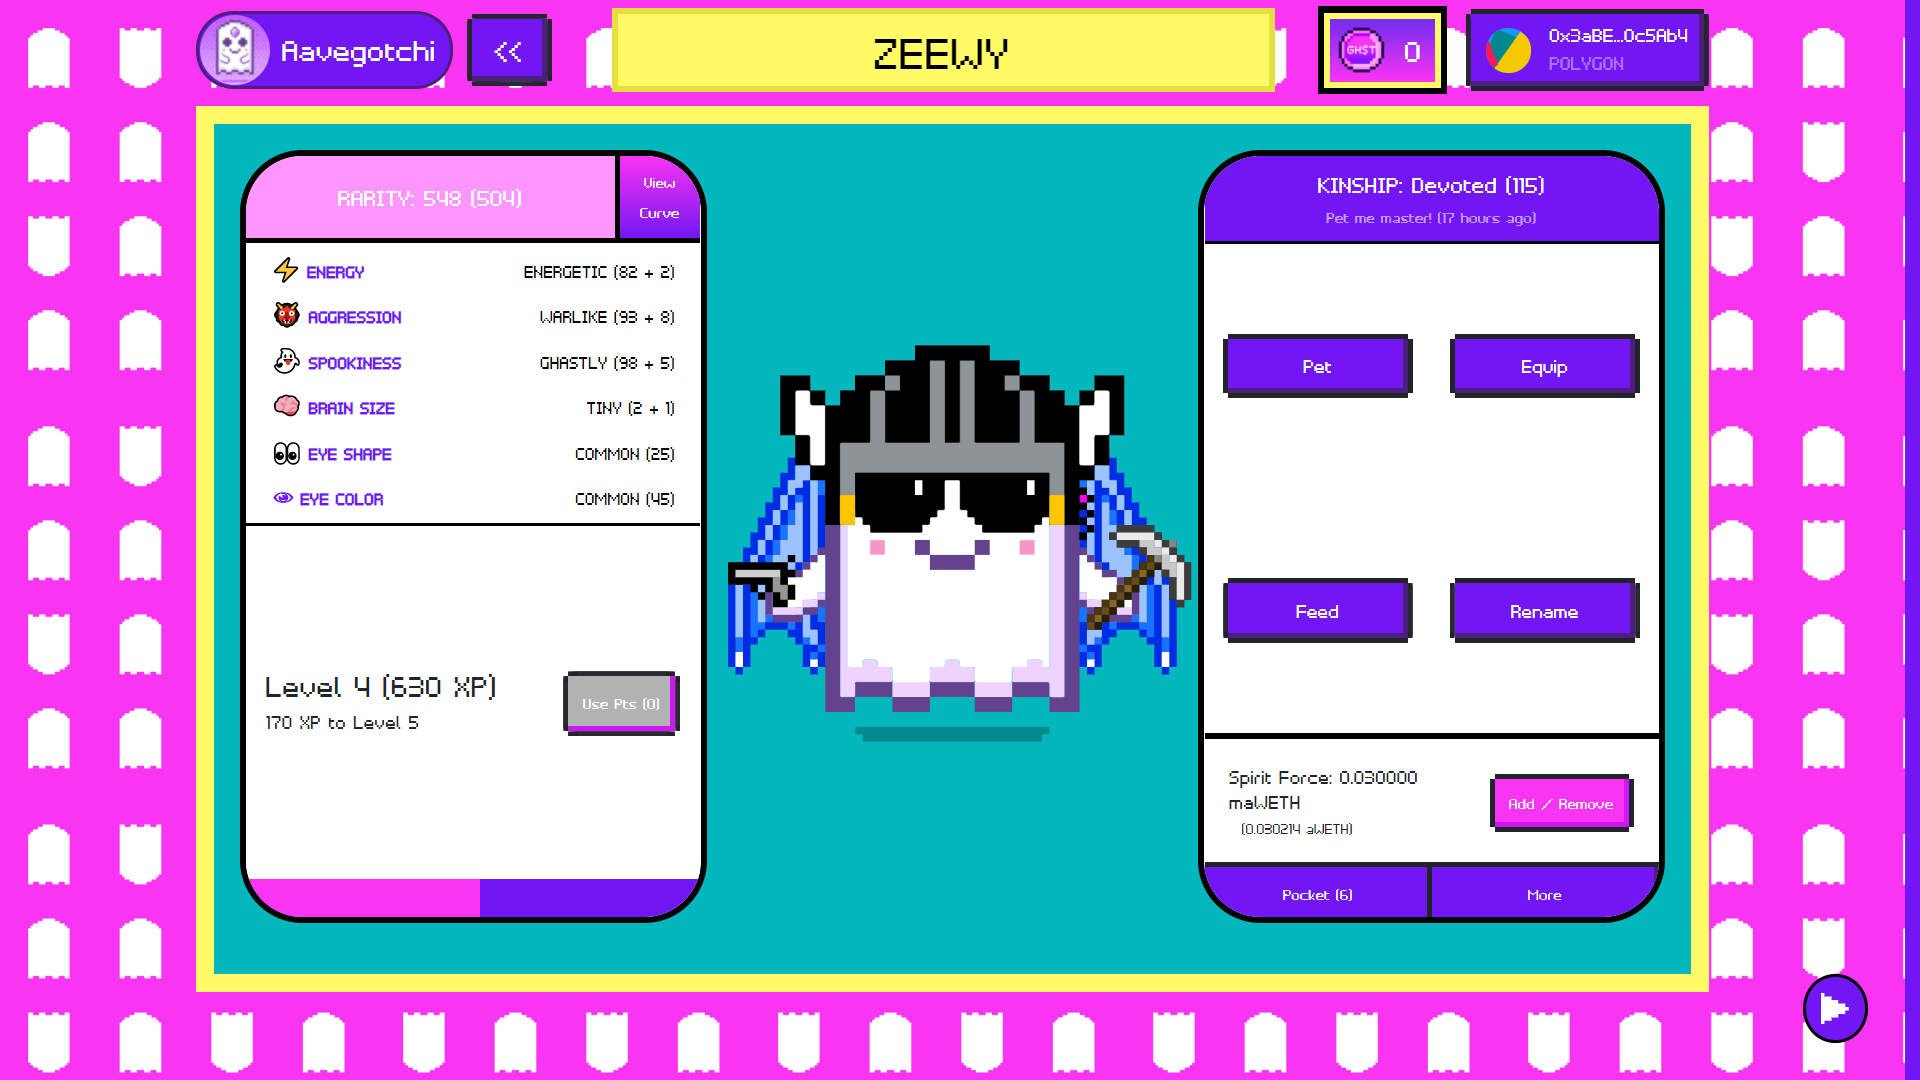 Aavegotchi
<<
ZEEWY
GHST
0
0x3aBE...0c5Ab4
POLYGON
RARITY: 548 (504)
View
Curve
ENERGY
ENERGETIC (82 + 2)
AGGRESSION
WARLIKE (93 + 8)
SPOOKINESS
GHASTLY (98 + 5)
BRAIN SIZE
TINY (2 + 1)
EYE SHAPE
COMMON (25)
EYE COLOR
COMMON (45)
Level 4 (630 XP)
170 XP to Level 5
Use Pts (0)
KINSHIP: Devoted (115)
Pet me master! (17 hours ago)
Pet
Equip
Feed
Rename
Spirit Force: 0.030000
maWETH
(0.030214 aWETH)
Add / Remove
Pocket (6)
More